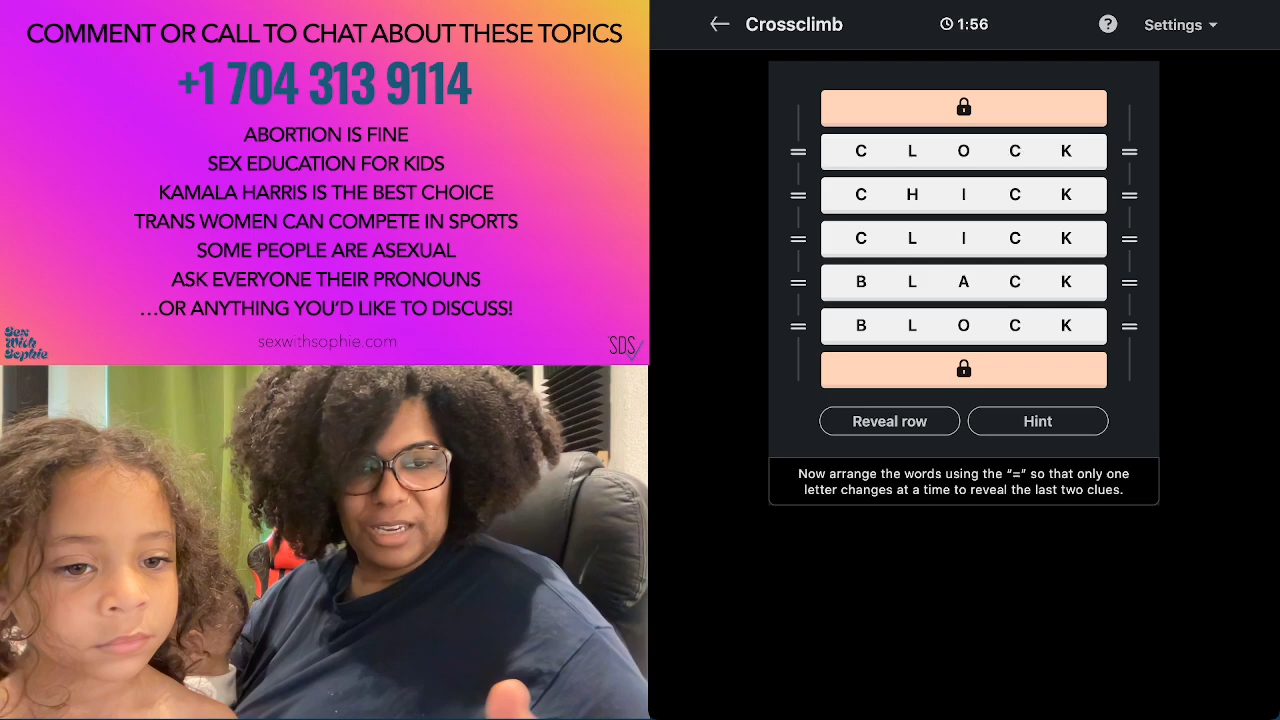 COMMENT OR CALL TO CHAT ABOUT THESE TOPICS
+1 704 313 9114
ABORTION IS FINE
SEX EDUCATION FOR KIDS
KAMALA HARRIS IS THE BEST CHOICE
TRANS WOMEN CAN COMPETE IN SPORTS
SOME PEOPLE ARE ASEXUAL
ASK EVERYONE THEIR PRONOUNS
...OR ANYTHING YOU'D LIKE TO DISCUSS!
sexwithsophie.com
Sex
With
Sophie
SDS
Crossclimb
1:56
?
Settings
C L O C K
C H I C K
C L I C K
B L A C K
B L O C K
Reveal row
Hint
Now arrange the words using the "=" so that only one
letter changes at a time to reveal the last two clues.